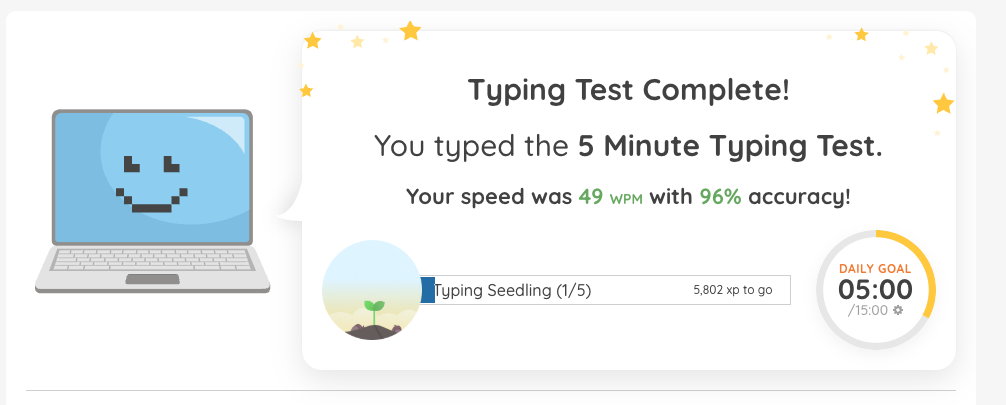 Typing Test Complete!
You typed the 5 Minute Typing Test.
Your speed was 49 WPM with 96% accuracy!
Typing Seedling (1/5)
5,802 xp to go
DAILY GOAL
05:00
/15:00